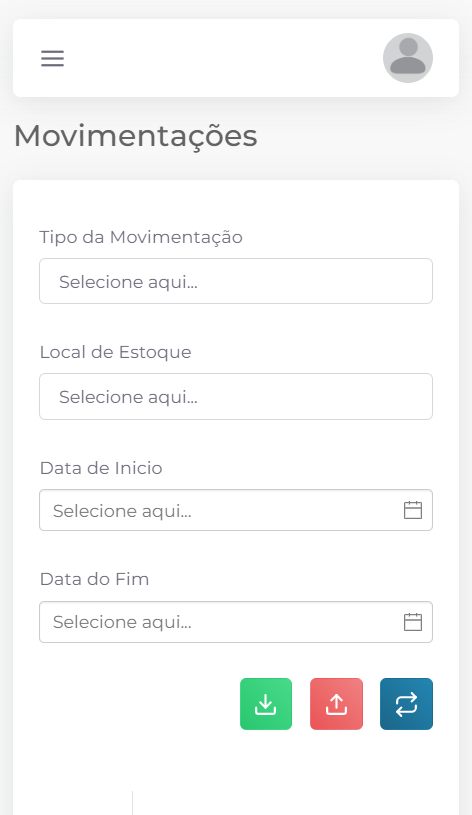 Movimentações
Tipo da Movimentação
Selecione aqui...
Local de Estoque
Selecione aqui...
Data de Inicio
Selecione aqui...
Data do Fim
Selecione aqui...